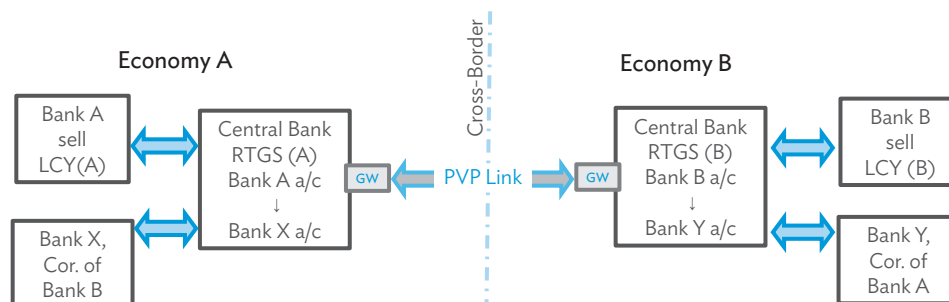 Economy A
Bank A
sell
LCY(A)
Bank X,
Cor. of
Bank B
Central Bank
RTGS (A)
Bank A a/c
↓
Bank X a/c
GW
PVP Link
Cross-Border
Economy B
GW
Central Bank
RTGS (B)
Bank B a/c
↓
Bank Y a/c
Bank B
sell
LCY (B)
Bank Y,
Cor. of
Bank A